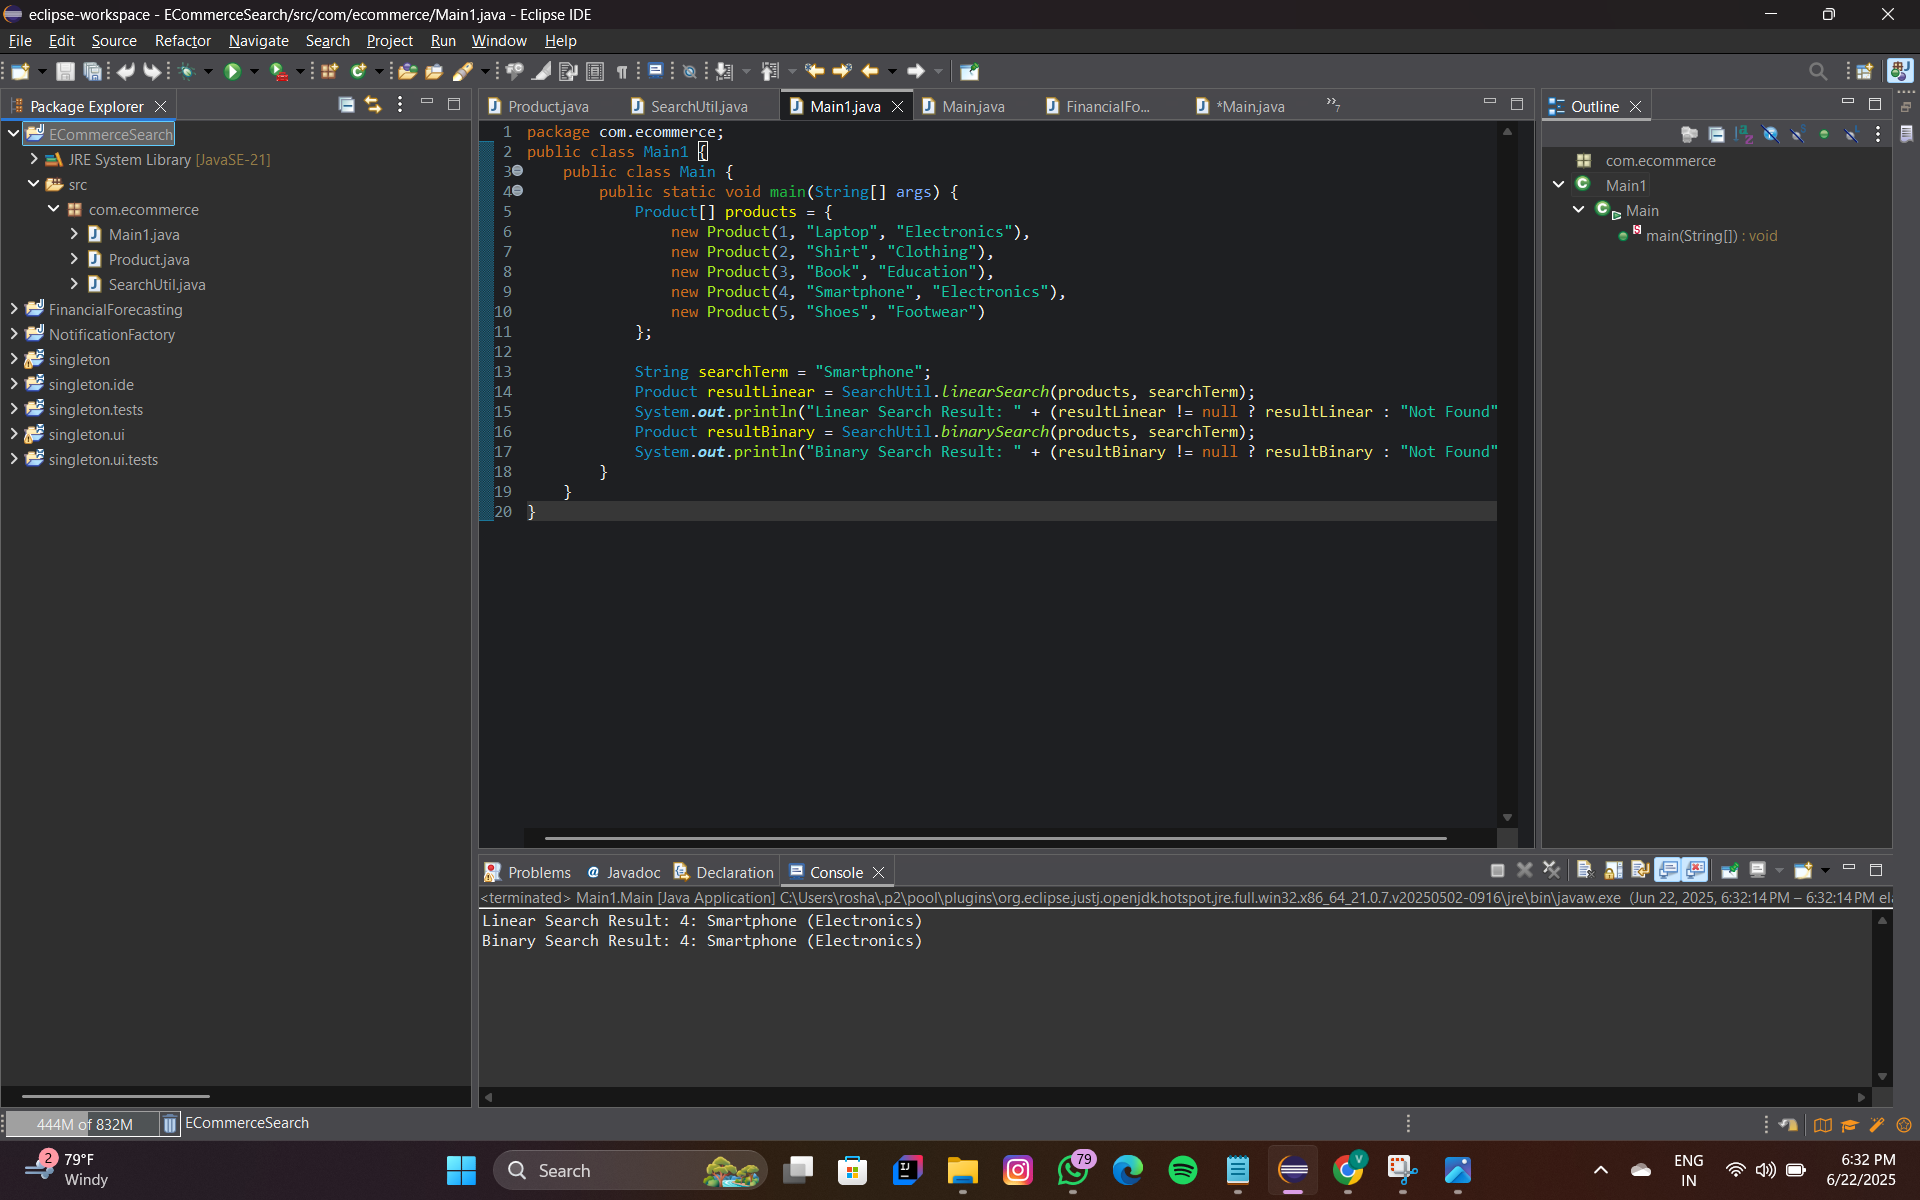 eclipse-workspace - ECommerceSearch/src/com/ecommerce/Main1.java - Eclipse IDE
File Edit Source Refactor Navigate Search Project Run Window Help
Package Explorer
ECommerceSearch
JRE System Library [JavaSE-21]
src
com.ecommerce
Main1.java
Product.java
SearchUtil.java
FinancialForecasting
NotificationFactory
singleton
singleton.ide
singleton.tests
singleton.ui
singleton.ui.tests
Product.java SearchUtil.java Main1.java Main.java FinancialFo... *Main.java »7
1 package com.ecommerce;
2 public class Main1 {
3 public class Main {
4 public static void main(String[] args) {
5 Product[] products = {
6 new Product(1, "Laptop", "Electronics"),
7 new Product(2, "Shirt", "Clothing"),
8 new Product(3, "Book", "Education"),
9 new Product(4, "Smartphone", "Electronics"),
10 new Product(5, "Shoes", "Footwear")
11 };
12
13 String searchTerm = "Smartphone";
14 Product resultLinear = SearchUtil.linearSearch(products, searchTerm);
15 System.out.println("Linear Search Result: " + (resultLinear != null ? resultLinear : "Not Found"
16 Product resultBinary = SearchUtil.binarySearch(products, searchTerm);
17 System.out.println("Binary Search Result: " + (resultBinary != null ? resultBinary : "Not Found"
18 }
19 }
20 }
Outline
com.ecommerce
Main1
Main
main(String[]) : void
Problems @ Javadoc Declaration Console
<terminated> Main1.Main [Java Application] C:\Users\rosha\.p2\pool\plugins\org.eclipse.justj.openjdk.hotspot.jre.full.win32.x86_64_21.0.7.v20250502-0916\jre\bin\javaw.exe (Jun 22, 2025, 6:32:14 PM – 6:32:14 PM el
Linear Search Result: 4: Smartphone (Electronics)
Binary Search Result: 4: Smartphone (Electronics)
444M of 832M ECommerceSearch
2
79°F
Windy
Search
79
V
ENG
IN
6:32 PM
6/22/2025